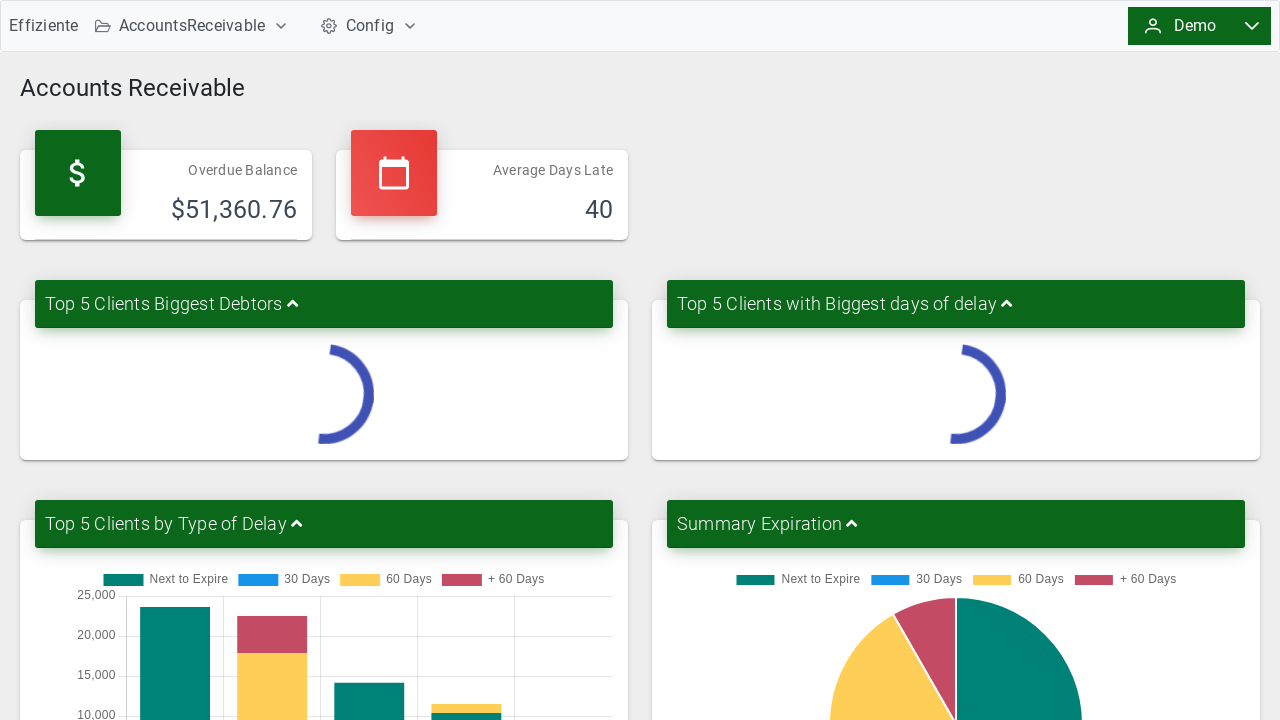 Effiziente AccountsReceivable Config Demo
Accounts Receivable
Overdue Balance
$51,360.76
Average Days Late
40
Top 5 Clients Biggest Debtors
Top 5 Clients with Biggest days of delay
Top 5 Clients by Type of Delay
Next to Expire 30 Days 60 Days + 60 Days
25,000
20,000
15,000
10,000
Summary Expiration
Next to Expire 30 Days 60 Days + 60 Days